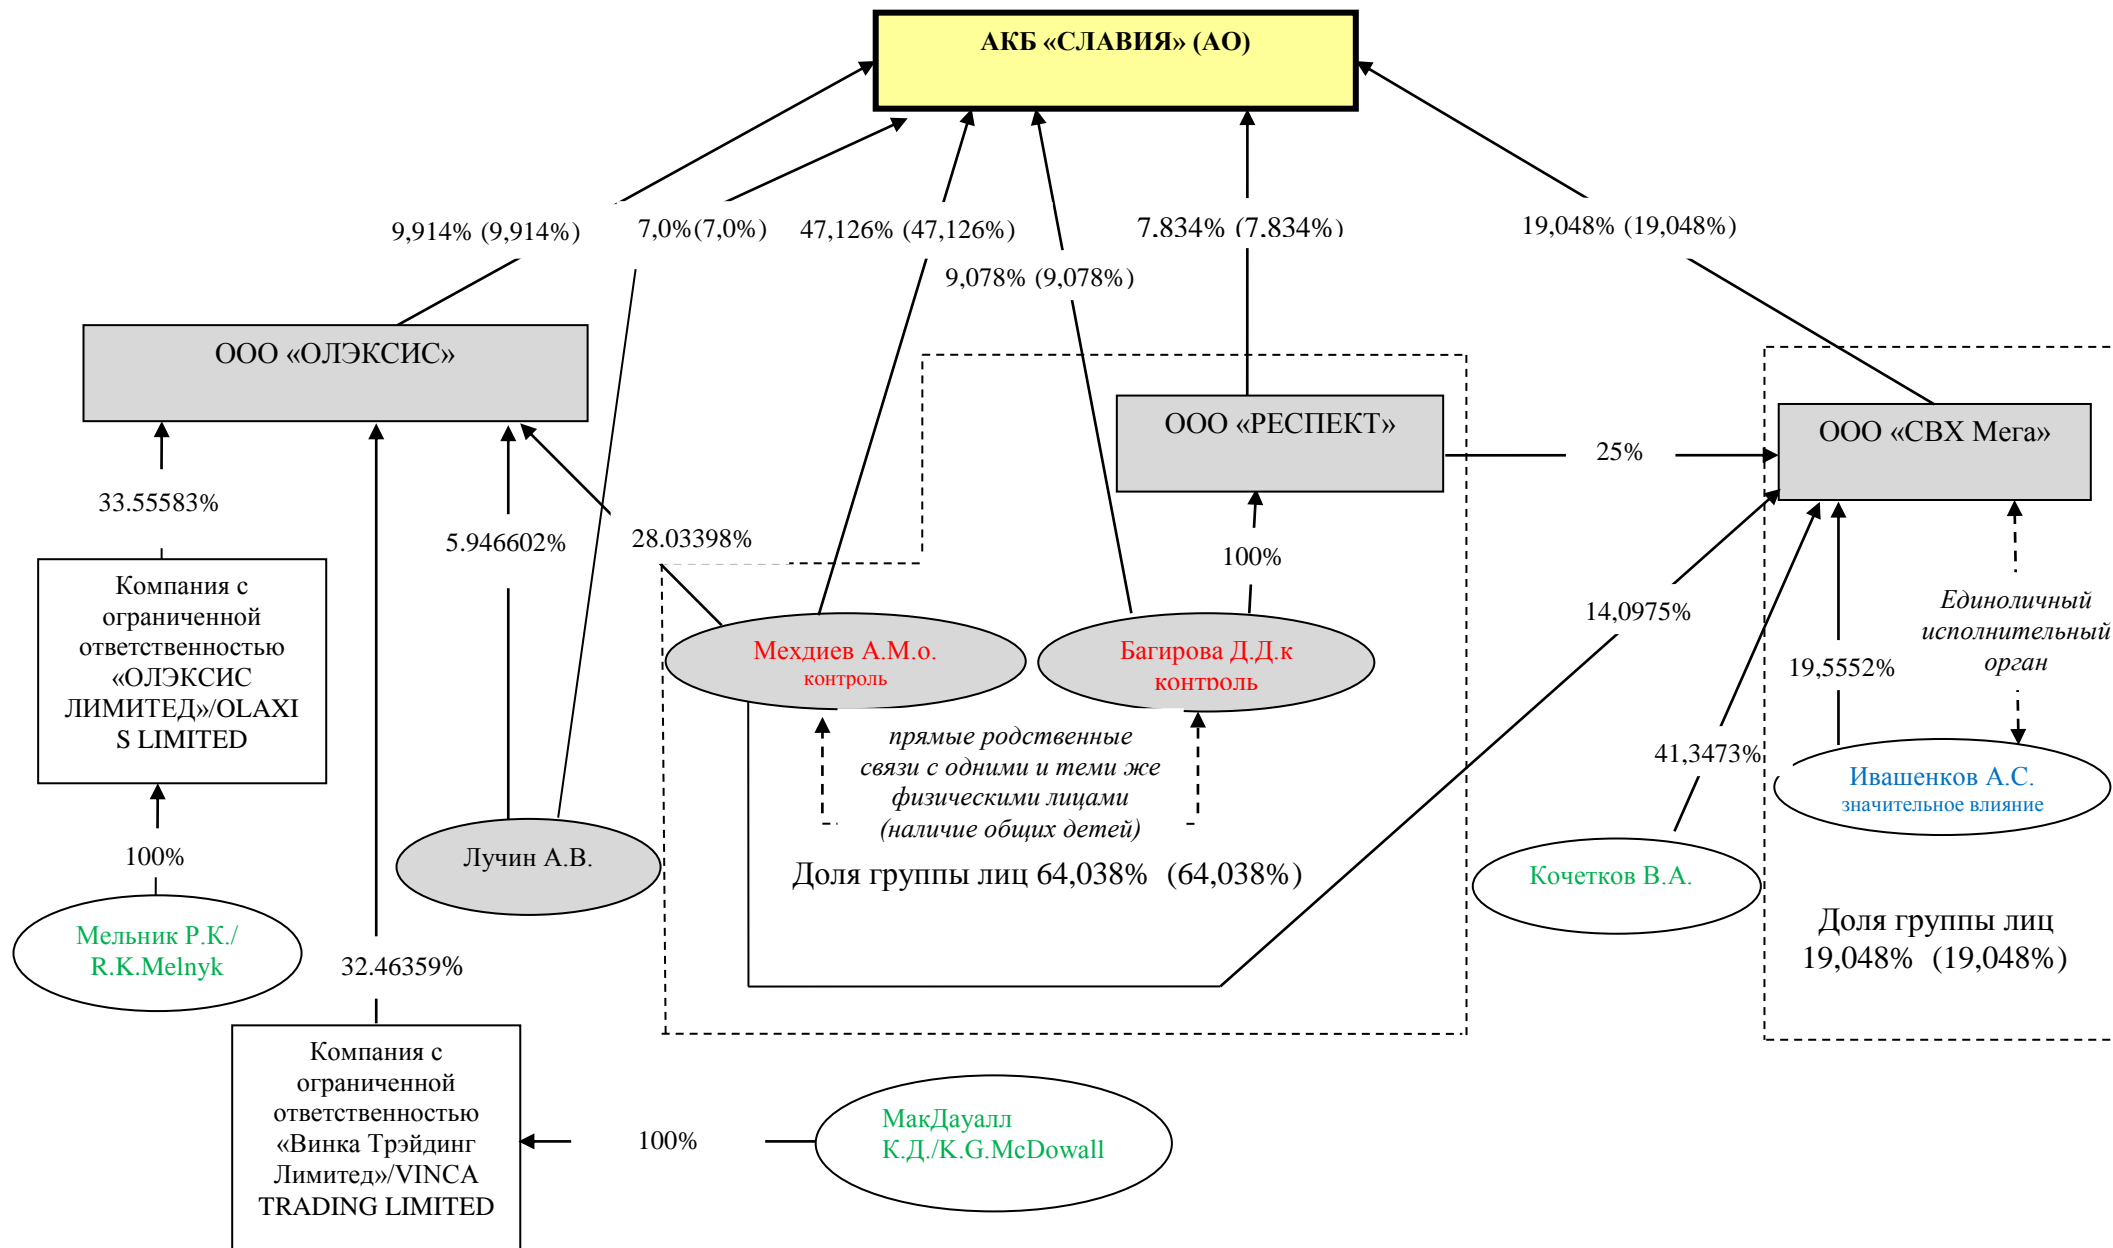 АКБ «СЛАВИЯ» (АО)
9,914% (9,914%)
7,0%(7,0%)
47,126% (47,126%)
7,834% (7,834%)
19,048% (19,048%)
9,078% (9,078%)
ООО «ОЛЭКСИС»
ООО «РЕСПЕКТ»
ООО «СВХ Мега»
25%
33.55583%
5.946602%
28.03398%
100%
Компания с
ограниченной
ответственностью
«ОЛЭКСИС
ЛИМИТЕД»/OLAXI
S LIMITED
14,0975%
Единоличный
исполнительный
орган
Мехдиев А.М.о.
контроль
Багирова Д.Д.к
контроль
19,5552%
прямые родственные
связи с одними и теми же
физическими лицами
(наличие общих детей)
41,3473%
Ивашенков А.С.
значительное влияние
100%
Лучин А.В.
Доля группы лиц 64,038% (64,038%)
Кочетков В.А.
Мельник Р.К./
R.K.Melnyk
32.46359%
Доля группы лиц
19,048% (19,048%)
Компания с
ограниченной
ответственностью
«Винка Трэйдинг
Лимитед»/VINCA
TRADING LIMITED
100%
МакДауалл
К.Д./K.G.McDowall